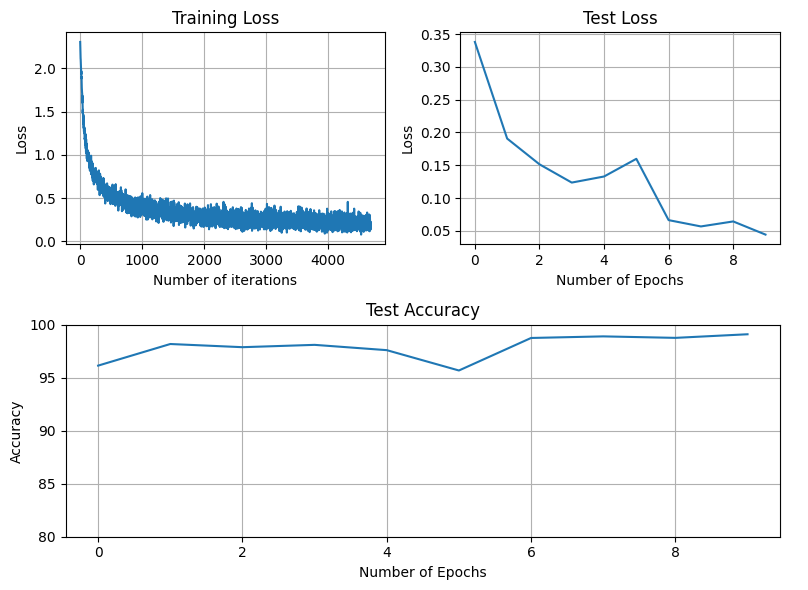 Training Loss
Loss
2.0
1.5
1.0
0.5
0.0
0 1000 2000 3000 4000
Number of iterations
Test Loss
Loss
0.35
0.30
0.25
0.20
0.15
0.10
0.05
0 2 4 6 8
Number of Epochs
Test Accuracy
Accuracy
100
95
90
85
80
0 2 4 6 8
Number of Epochs